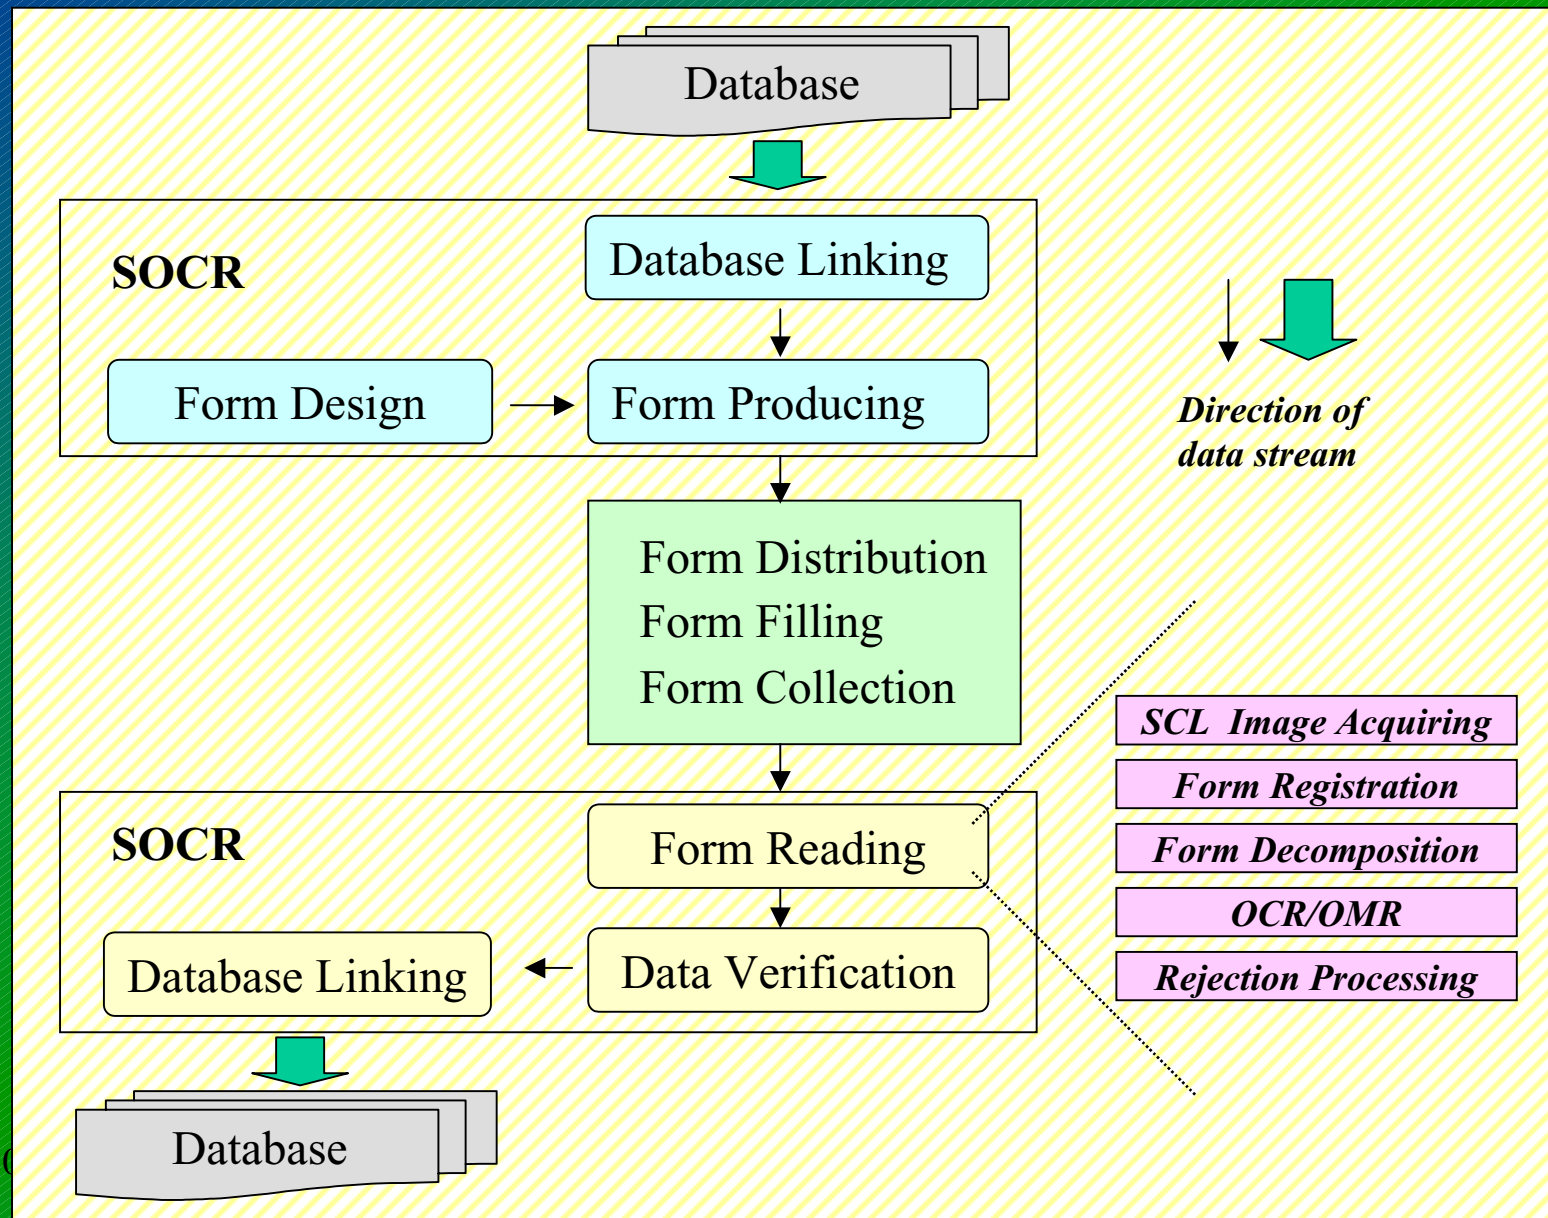 Database
SOCR
Database Linking
Form Design
Form Producing
Direction of
data stream
Form Distribution
Form Filling
Form Collection
SCL  Image Acquiring
Form Registration
Form Decomposition
OCR/OMR
Rejection Processing
SOCR
Form Reading
Database Linking
Data Verification
Database